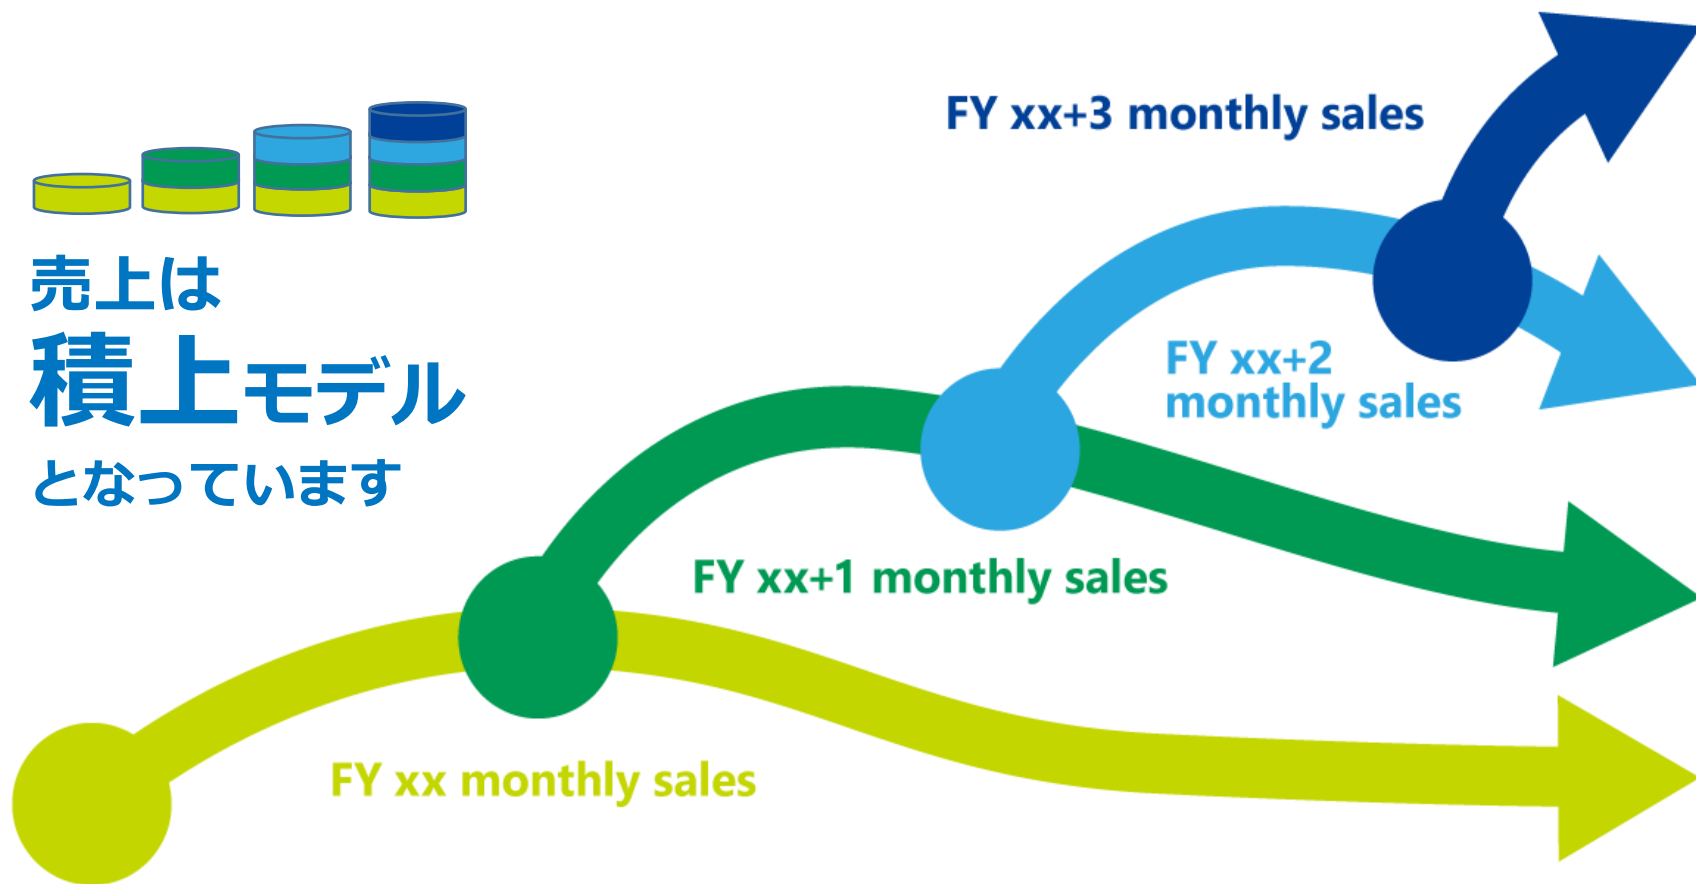 売上は
積上モデル
となっています
FY xx+3 monthly sales
FY xx+2
monthly sales
FY xx+1 monthly sales
FY xx monthly sales